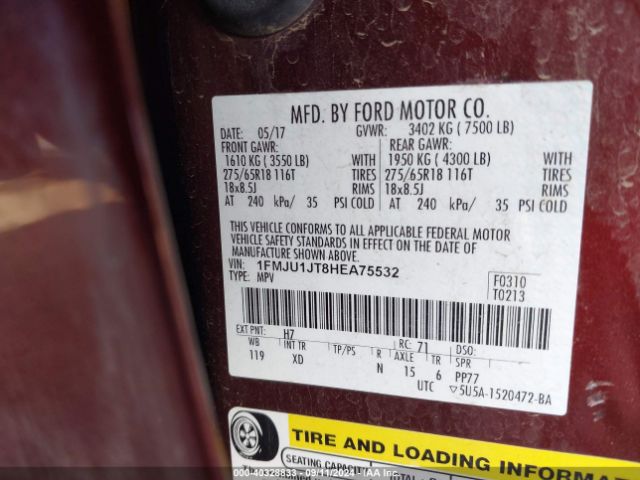 MFD. BY FORD MOTOR CO.
DATE: 05/17 GVWR: 3402 KG ( 7500 LB)
FRONT GAWR: REAR GAWR:
1610 KG ( 3550 LB) WITH 1950 KG ( 4300 LB) WITH
275/65R18 116T TIRES 275/65R18 116T TIRES
18x8.5J RIMS 18x8.5J RIMS
AT 240 kPa/ 35 PSI COLD AT 240 kPa/ 35 PSI COLD
THIS VEHICLE CONFORMS TO ALL APPLICABLE FEDERAL MOTOR
VEHICLE SAFETY STANDARDS IN EFFECT ON THE DATE OF
MANUFACTURE SHOWN ABOVE.
VIN: 1FMJU1JT8HEA75532
TYPE: MPV
F0310
T0213
EXT PNT: H7 RC: 71 DSO:
WB INT TR TP/PS R AXLE TR SPR
119 XD N 15 6 PP77
UTC ▽5U5A-1520472-BA
TIRE AND LOADING INFORMATION
SEATING CAPACITY
00-40328833 - 09/11/2024 - IAA Inc.